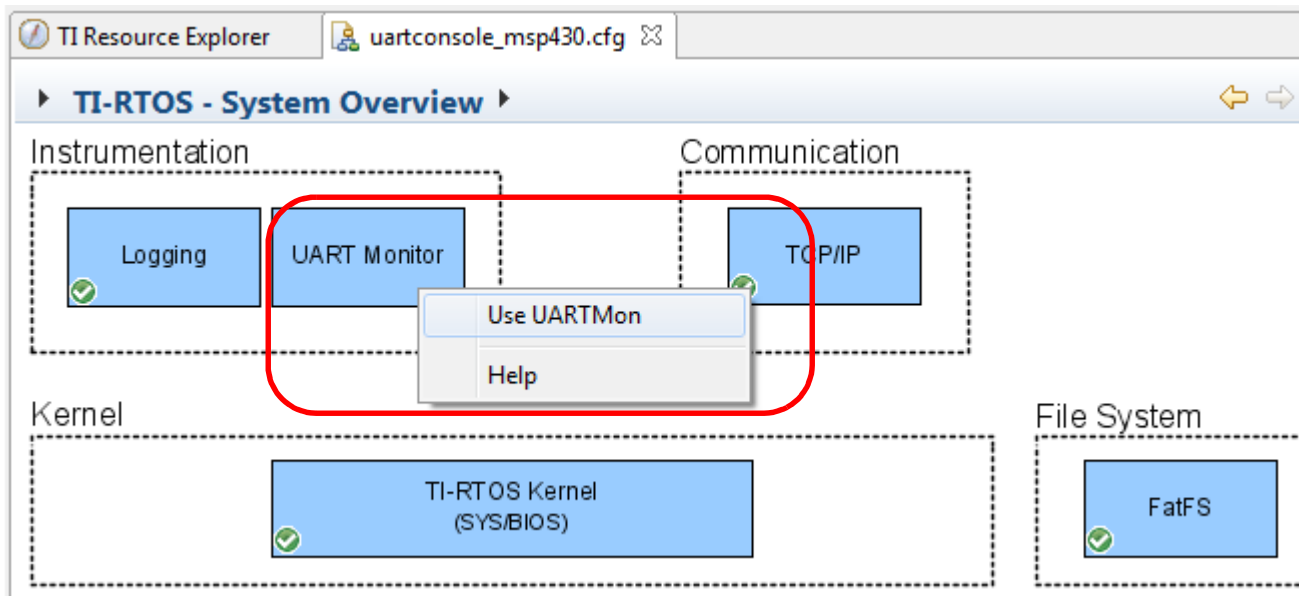 TI Resource Explorer
uartconsole_msp430.cfg
TI-RTOS - System Overview
Instrumentation
Communication
Logging
UART Monitor
TCP/IP
Use UARTMon
Help
Kernel
File System
TI-RTOS Kernel
(SYS/BIOS)
FatFS